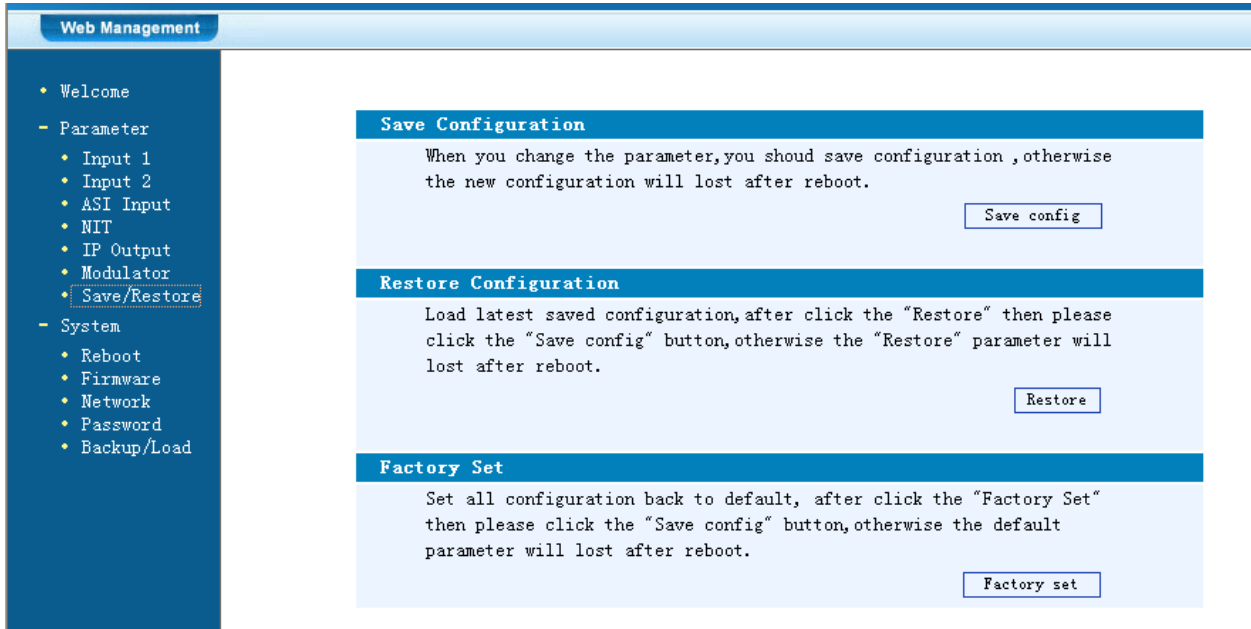 Web Management
Welcome
Parameter
Input 1
Input 2
ASI Input
NIT
IP Output
Modulator
Save/Restore
System
Reboot
Firmware
Network
Password
Backup/Load
Save Configuration
When you change the parameter,you shoud save configuration ,otherwise
the new configuration will lost after reboot.
Save config
Restore Configuration
Load latest saved configuration,after click the "Restore" then please
click the "Save config" button,otherwise the "Restore" parameter will
lost after reboot.
Restore
Factory Set
Set all configuration back to default, after click the "Factory Set"
then please click the "Save config" button,otherwise the default
parameter will lost after reboot.
Factory set